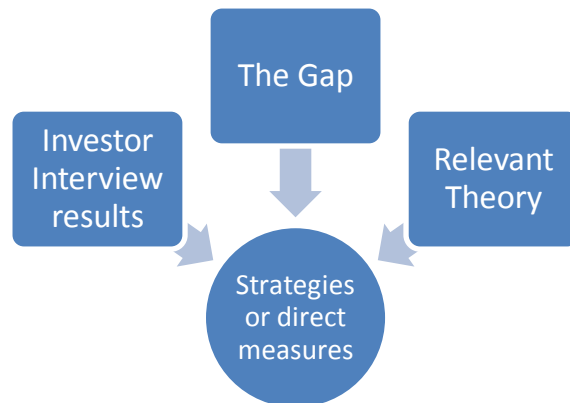 The Gap
Investor
Interview
results
Relevant
Theory
Strategies
or direct
measures